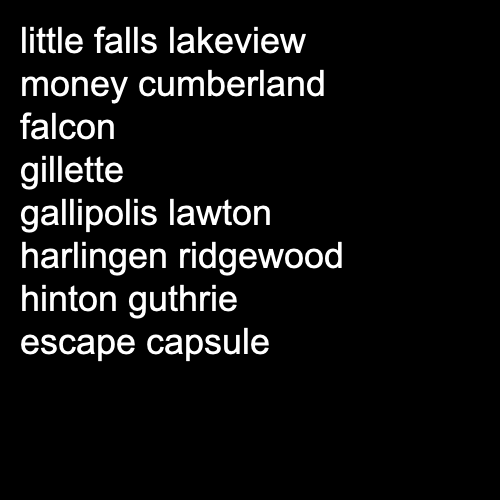 little falls lakeview
money cumberland
falcon
gillette
gallipolis lawton
harlingen ridgewood
hinton guthrie
escape capsule